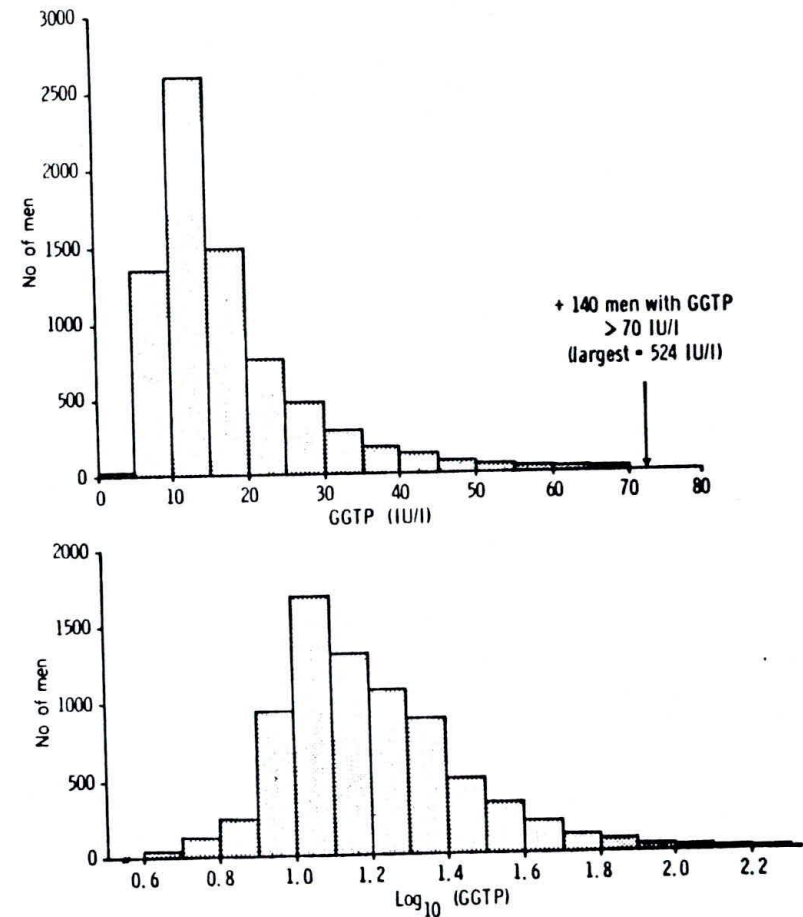 3000
2500
2000
1500
1000
500
0
No of men
+ 140 men with GGTP
> 70 IU/l
(largest = 524 IU/l)
0 10 20 30 40 50 60 70 80
GGTP (IU/l)
2000
1500
1000
500
0
No of men
0.6 0.8 1.0 1.2 1.4 1.6 1.8 2.0 2.2
Log10 (GGTP)